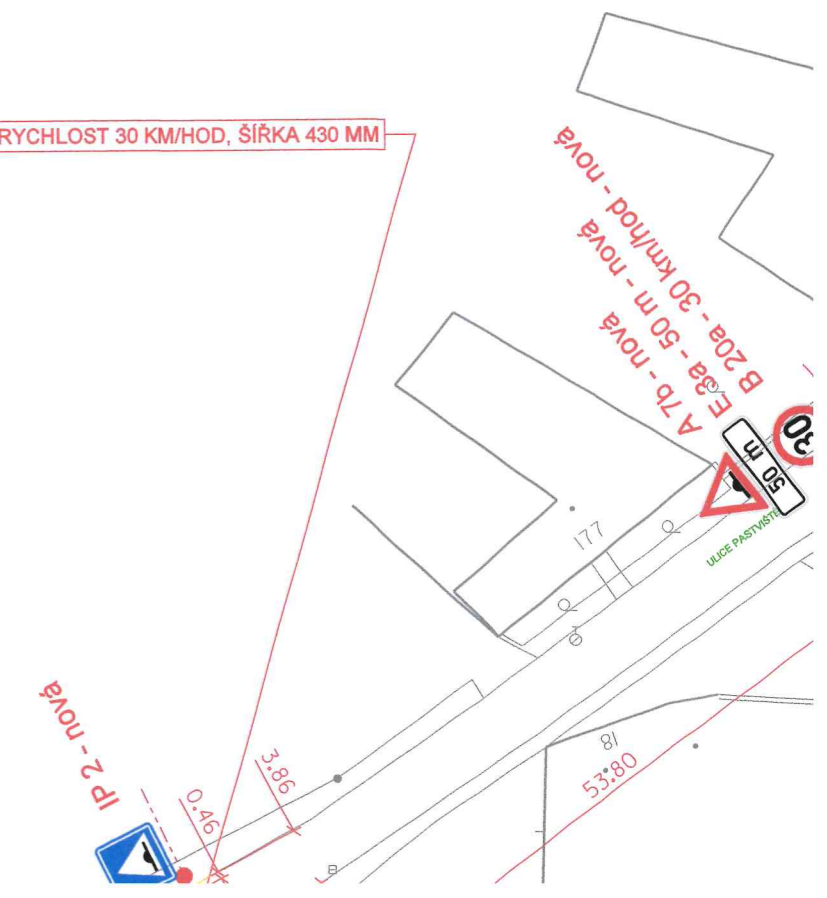 RYCHLOST 30 KM/HOD, ŠÍŘKA 430 MM
A 7b - nová
E 3a - 50 m - nová
B 20a - 30 km/hod - nová
30
50 m
ULICE PASTVIŠTĚ
177
IP 2 - nová
3.86
0.46
18
53.80